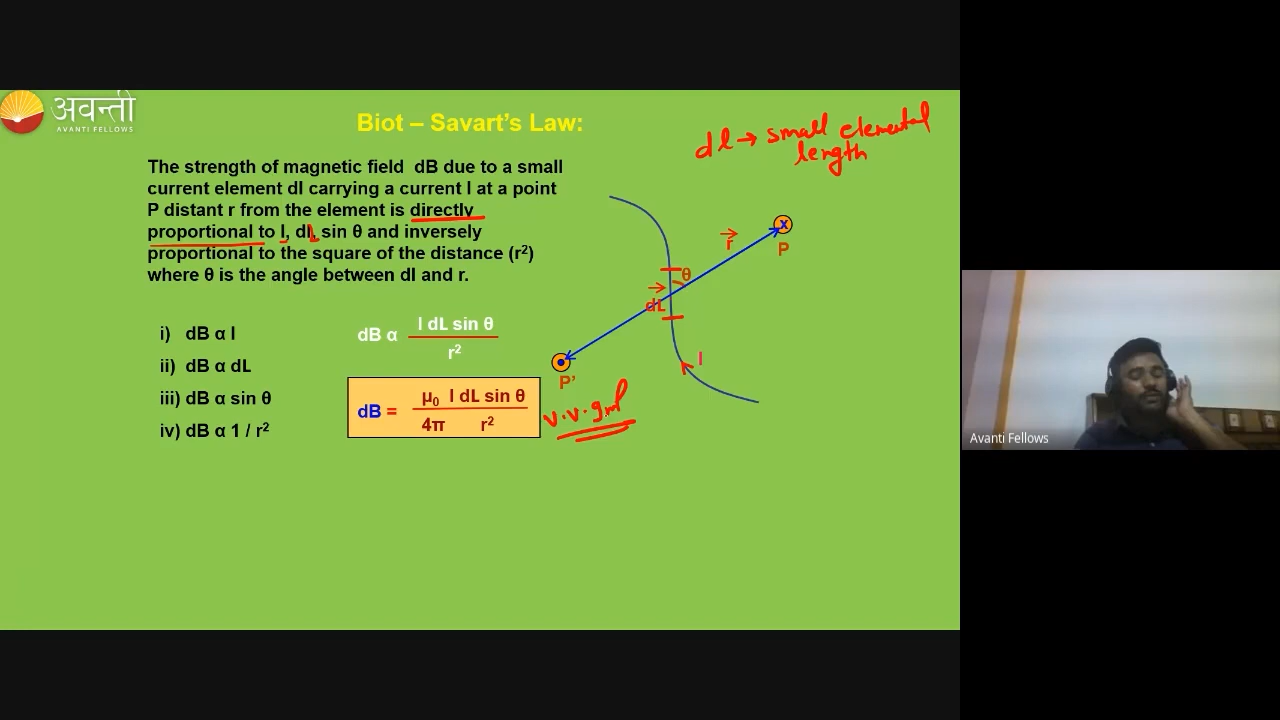 अवन्ती
AVANTI FELLOWS
Biot – Savart's Law:
dl → small elemental
length
The strength of magnetic field dB due to a small
current element dl carrying a current I at a point
P distant r from the element is directly
proportional to I, dL sin θ and inversely
proportional to the square of the distance (r²)
where θ is the angle between dl and r.
i) dB α I
ii) dB α dL
iii) dB α sin θ
iv) dB α 1 / r²
dB α I dL sin θ
r²
dB = μ₀ I dL sin θ
4π r²
v.v.gml
x
P
r
θ
dL
I
P'
Avanti Fellows